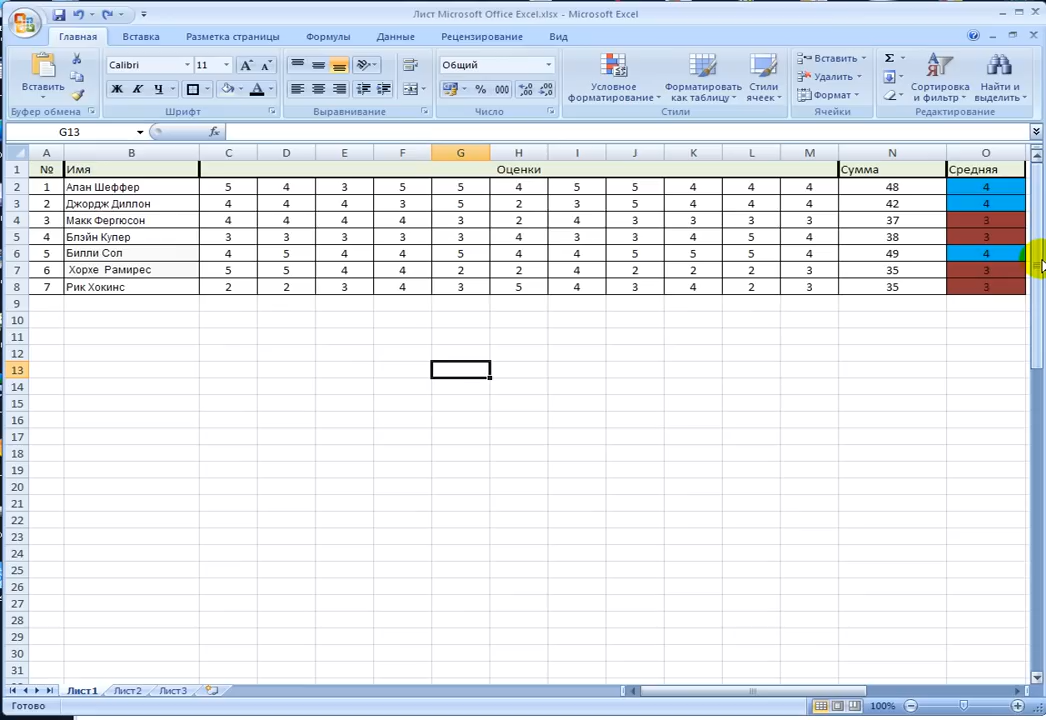 Лист Microsoft Office Excel.xlsx - Microsoft Excel
Главная Вставка Разметка страницы Формулы Данные Рецензирование Вид
Вставить Calibri 11 Общий Условное форматирование Форматировать как таблицу Стили ячеек Вставить Удалить Формат Сортировка и фильтр Найти и выделить
Ж К Ч А % 000
Буфер обмена Шрифт Выравнивание Число Стили Ячейки Редактирование
G13 fx
A B C D E F G H I J K L M N O
1 № Имя Оценки Сумма Средняя
2 1 Алан Шеффер 5 4 3 5 5 4 5 5 4 4 4 48 4
3 2 Джордж Диллон 4 4 4 3 5 2 3 5 4 4 4 42 4
4 3 Макк Фергюсон 4 4 4 4 3 2 4 3 3 3 3 37 3
5 4 Блэйн Купер 3 3 3 3 3 4 3 3 4 5 4 38 3
6 5 Билли Сол 4 5 4 4 5 4 4 5 5 5 4 49 4
7 6 Хорхе Рамирес 5 5 4 4 2 2 4 2 2 2 3 35 3
8 7 Рик Хокинс 2 2 3 4 3 5 4 3 4 2 3 35 3
9
10
11
12
13
14
15
16
17
18
19
20
21
22
23
24
25
26
27
28
29
30
31
Лист1 Лист2 Лист3
Готово 100%